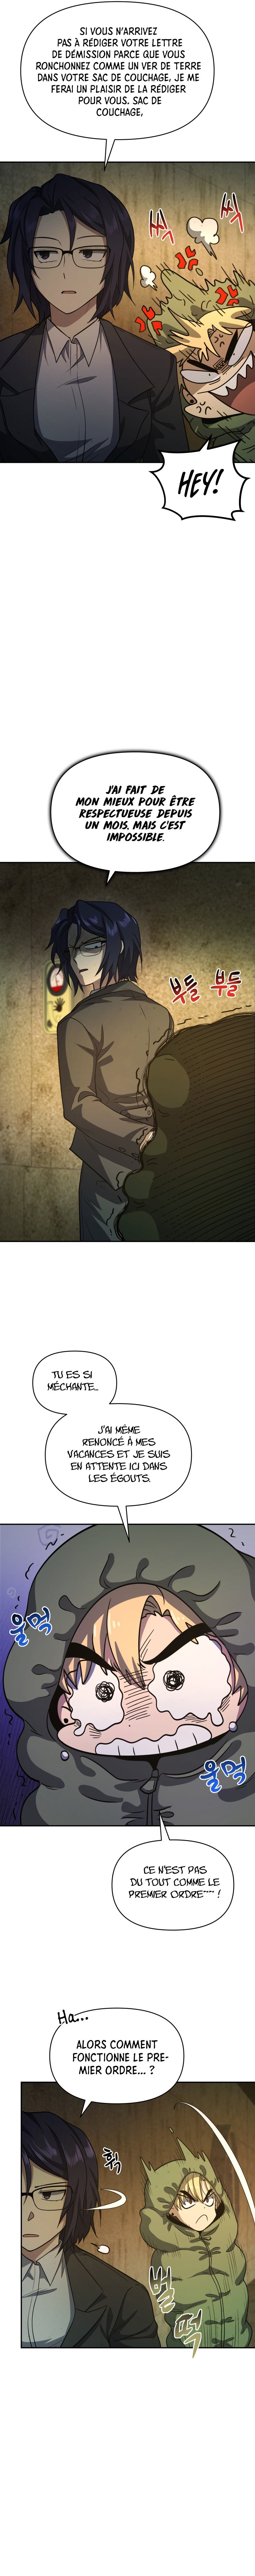 SI VOUS N'ARRIVEZ
PAS À RÉDIGER VOTRE LETTRE
DE DÉMISSION PARCE QUE VOUS
RONCHONNEZ COMME UN VER DE TERRE
DANS VOTRE SAC DE COUCHAGE, JE ME
FERAI UN PLAISIR DE LA RÉDIGER
POUR VOUS. SAC DE
COUCHAGE,
씩
씩
HEY!
J'AI FAIT DE
MON MIEUX POUR ÊTRE
RESPECTUEUSE DEPUIS
UN MOIS, MAIS C'EST
IMPOSSIBLE.
부들 부들
TU ES SI
MÉCHANTE...
J'AI MÊME
RENONCÉ À MES
VACANCES ET JE SUIS
EN ATTENTE ICI DANS
LES ÉGOUTS.
울먹
울먹
CE N'EST PAS
DU TOUT COMME LE
PREMIER ORDRE~~~ !
Ha...
ALORS COMMENT
FONCTIONNE LE PRE-
MIER ORDRE... ?
휙
벌
떡